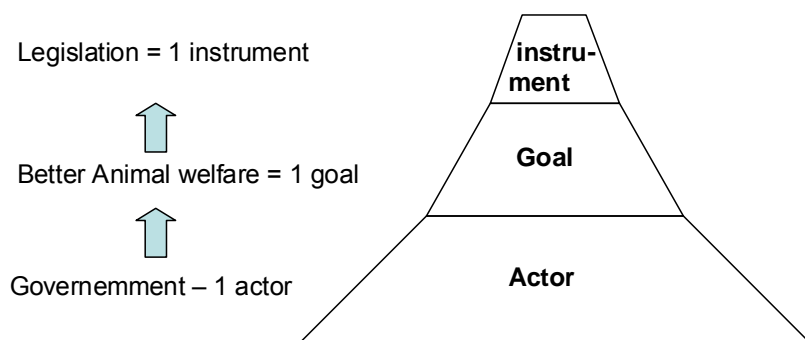 Legislation = 1 instrument
Better Animal welfare = 1 goal
Governemment – 1 actor
instru-
ment
Goal
Actor